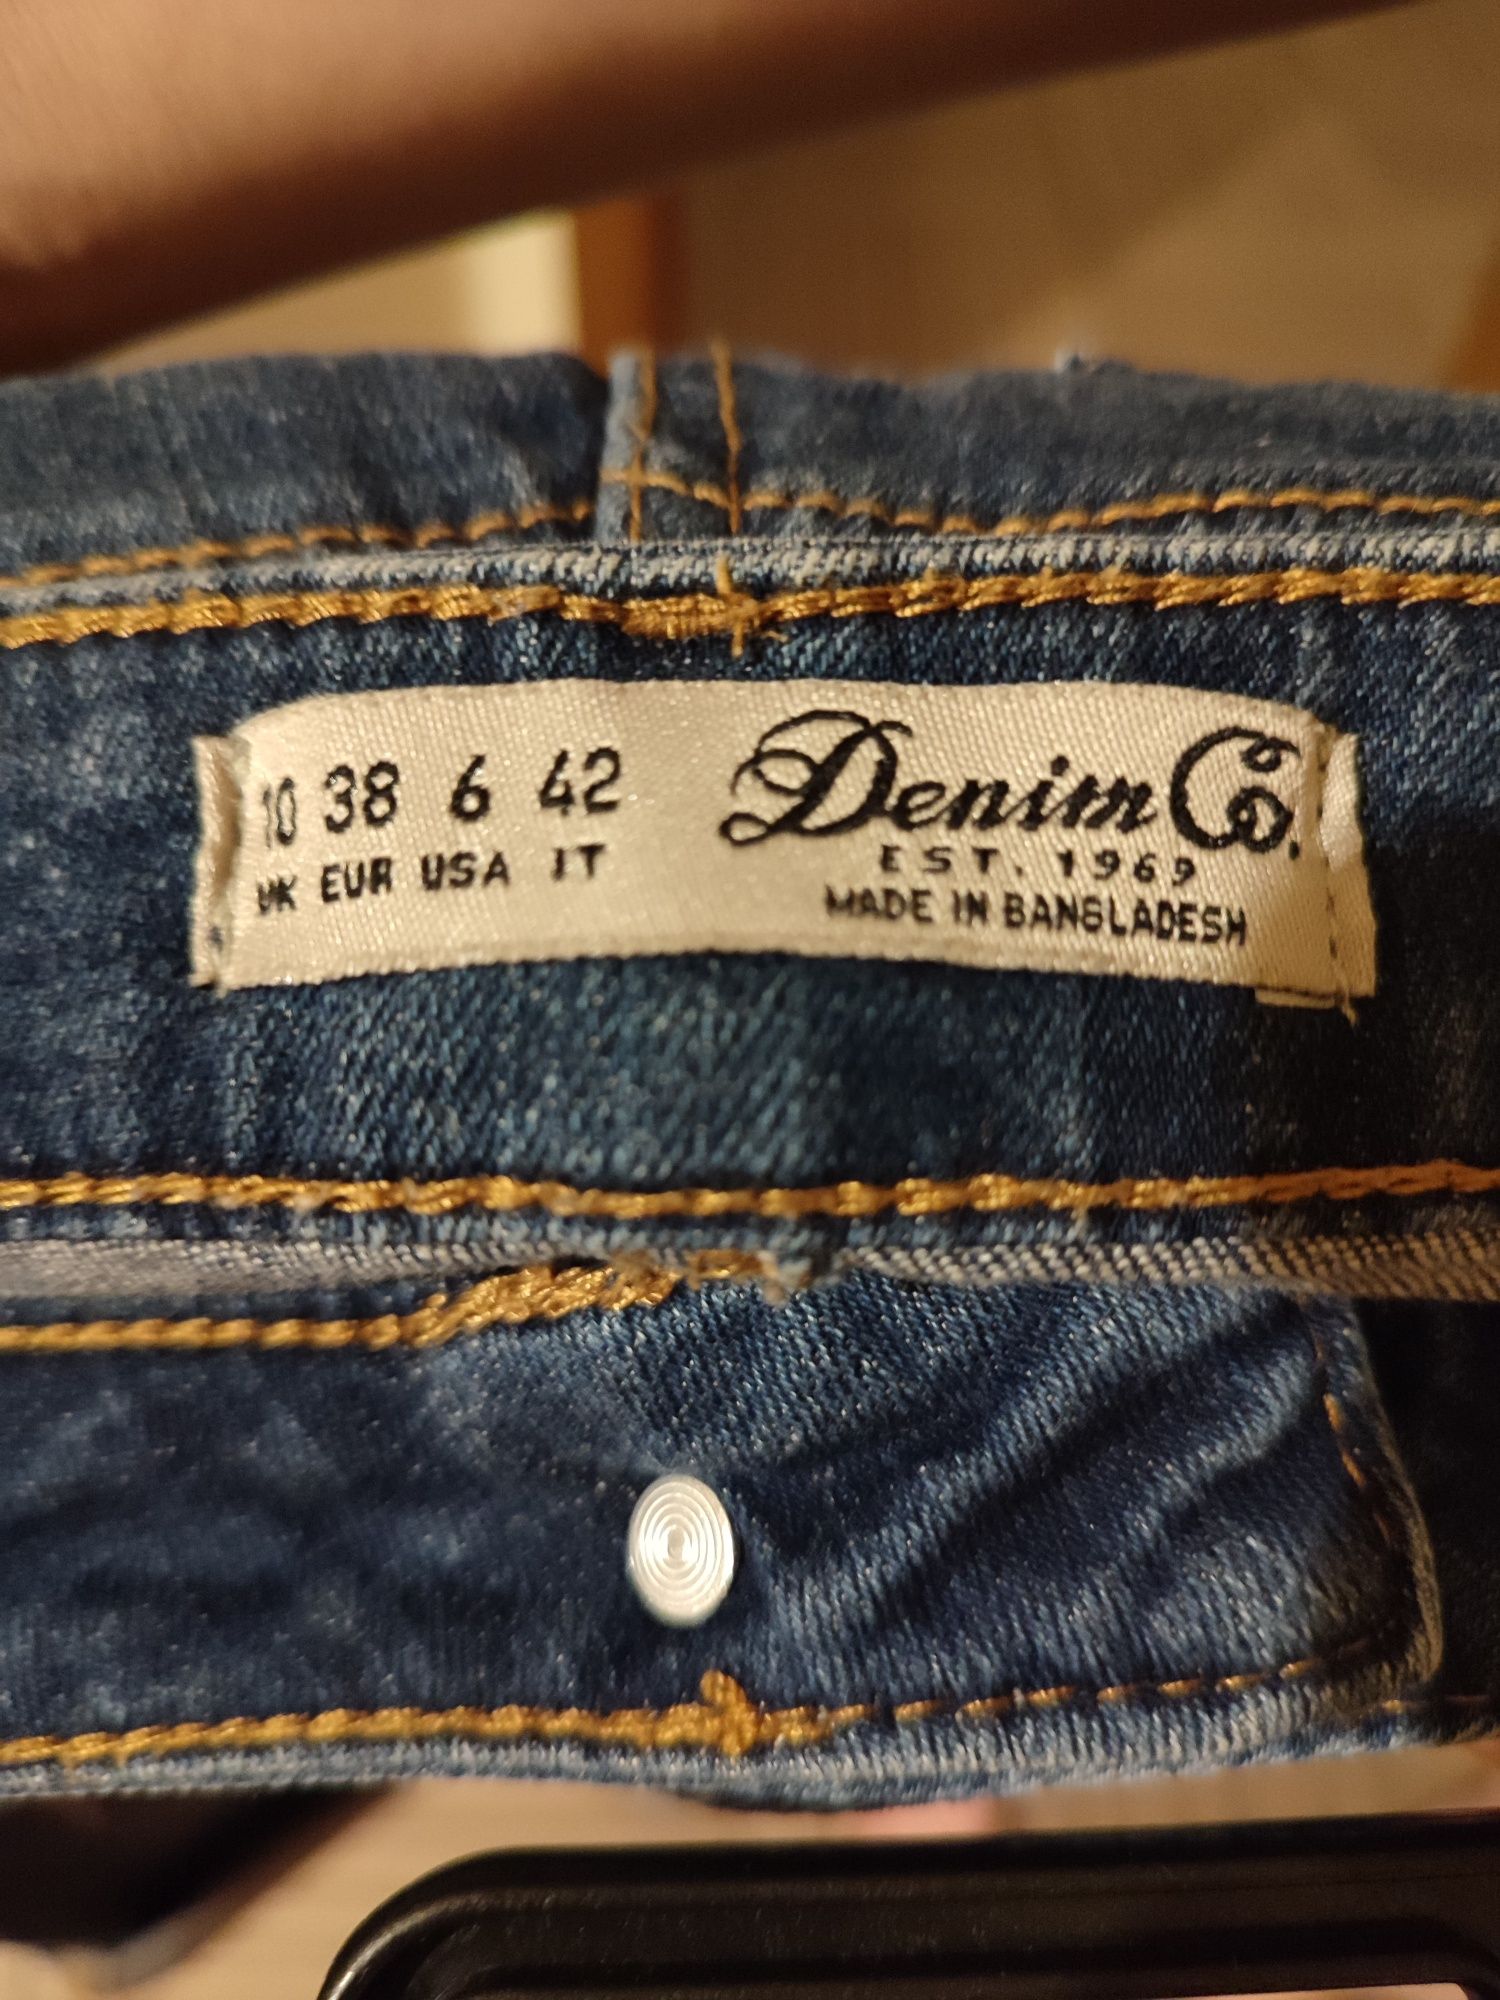 10 38 6 42
UK EUR USA IT
Denim Co.
EST. 1969
MADE IN BANGLADESH